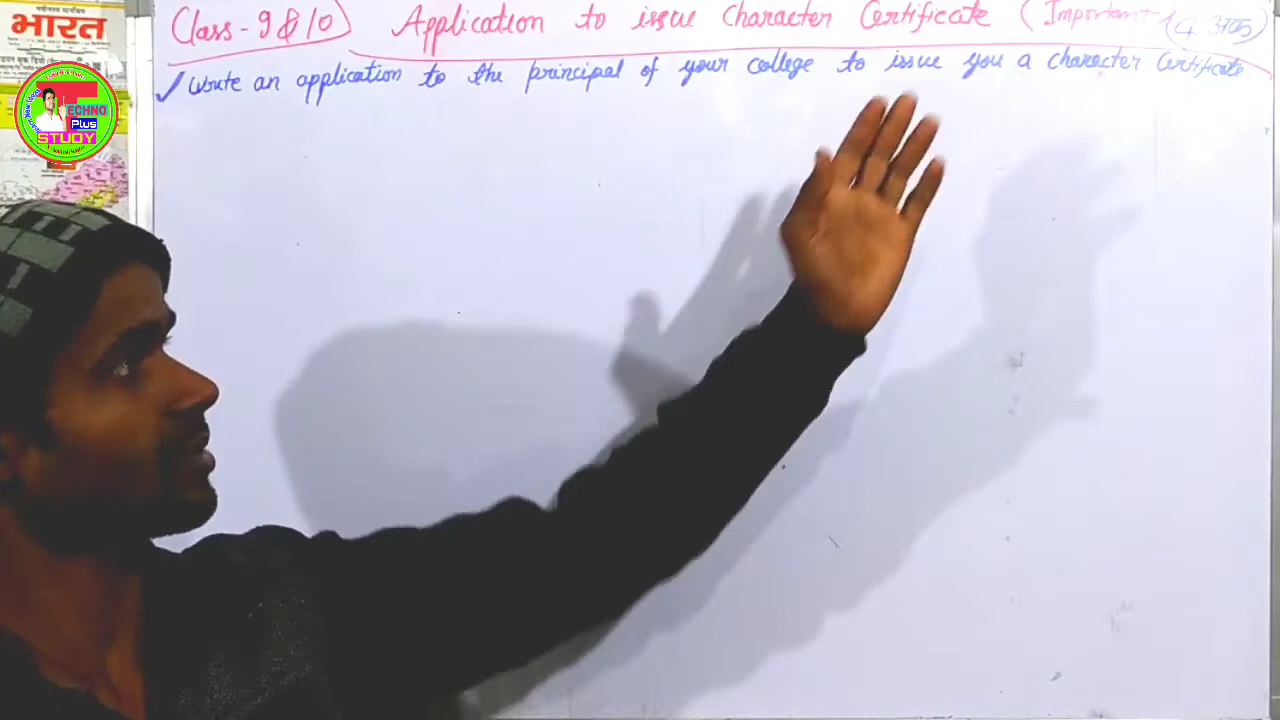 Class - 9 & 10 Application to issue Character Certificate (Important) (4 अंक)
✓ Write an application to the principal of your college to issue you a character Certificate
भारत
TECHNO
Plus
STUDY